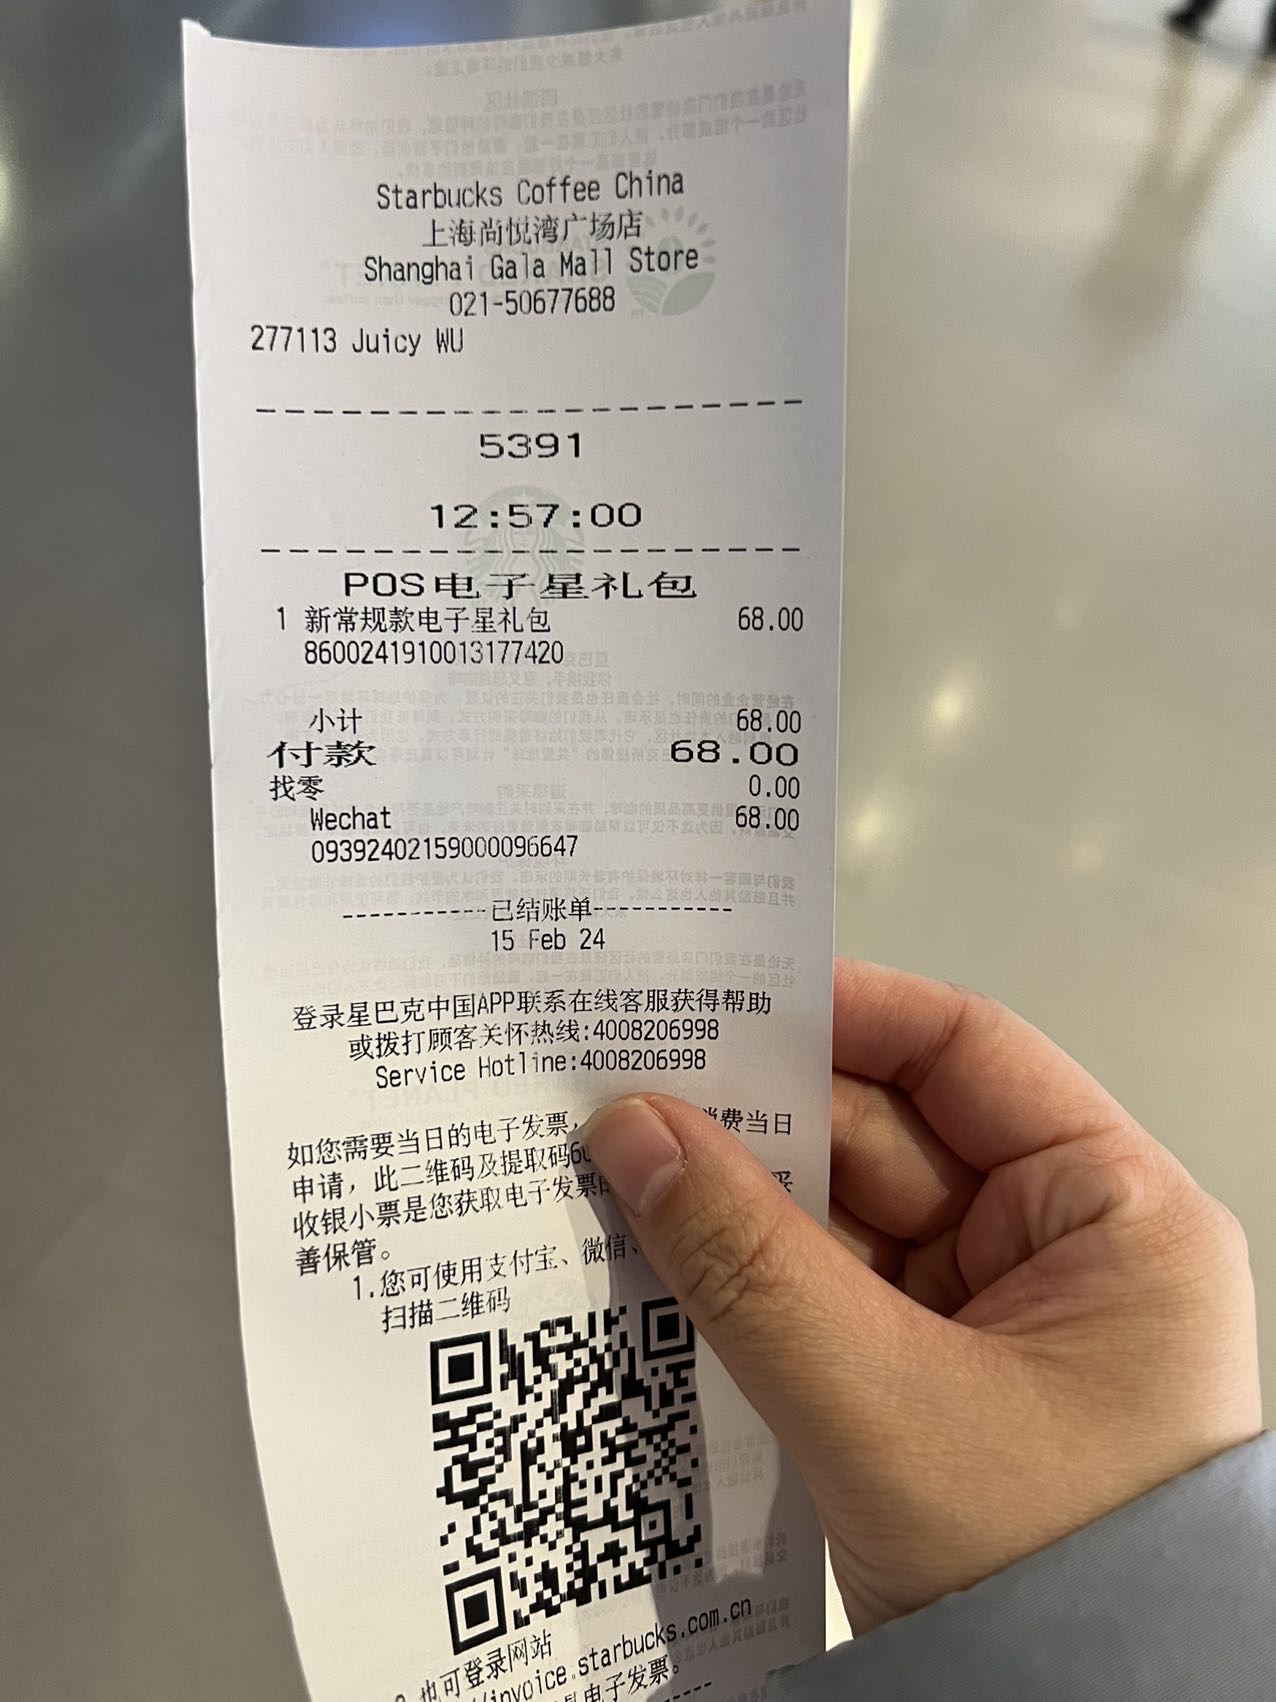 Starbucks Coffee China
上海尚悦湾广场店
Shanghai Gala Mall Store
021-50677688
277113 Juicy WU
5391
12:57:00
POS电子星礼包
1 新常规款电子星礼包 68.00
8600241910013177420
小计 68.00
付款 68.00
找零 0.00
Wechat 68.00
09392402159000096647
-----------已结账单-----------
15 Feb 24
登录星巴克中国APP联系在线客服获得帮助
或拨打顾客关怀热线:4008206998
Service Hotline:4008206998
如您需要当日的电子发票, 消费当日
申请，此二维码及提取码6
收银小票是您获取电子发票 妥
善保管。
1.您可使用支付宝、微信、
扫描二维码
也可登录网站
/invoice.starbucks.com.cn
电子发票。